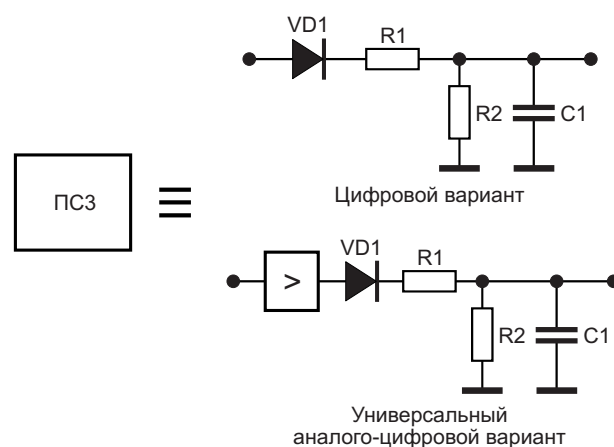 VD1
R1
R2
C1
Цифровой вариант
ПС3
VD1
R1
>
R2
C1
Универсальный
аналого-цифровой вариант